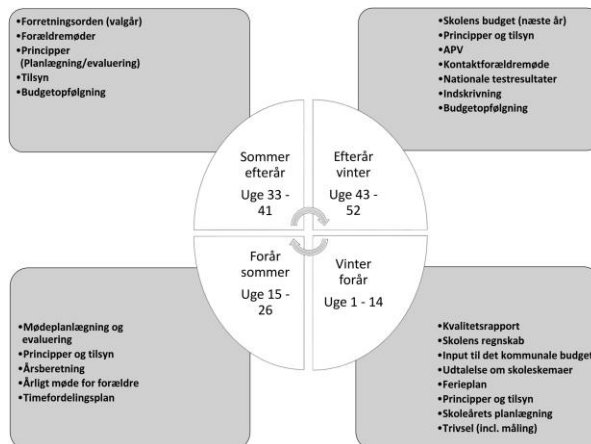 •Forretningsorden (valgår)
•Forældremøder
•Principper
(Planlægning/evaluering)
•Tilsyn
•Budgetopfølgning
•Skolens budget (næste år)
•Principper og tilsyn
•APV
•Kontaktforældremøde
•Nationale testresultater
•Indskrivning
•Budgetopfølgning
Sommer
efterår
Uge 33 -
41
Efterår
vinter
Uge 43 -
52
Forår
sommer
Uge 15 -
26
Vinter
forår
Uge 1 - 14
•Mødeplanlægning og
evaluering
•Principper og tilsyn
•Årsberetning
•Årligt møde for forældre
•Timefordelingsplan
•Kvalitetsrapport
•Skolens regnskab
•Input til det kommunale budget
•Udtalelse om skoleskemaer
•Ferieplan
•Principper og tilsyn
•Skoleårets planlægning
•Trivsel (incl. måling)